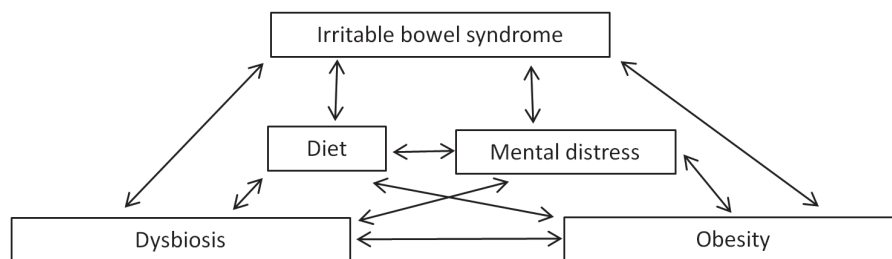 Irritable bowel syndrome
Diet
Mental distress
Dysbiosis
Obesity